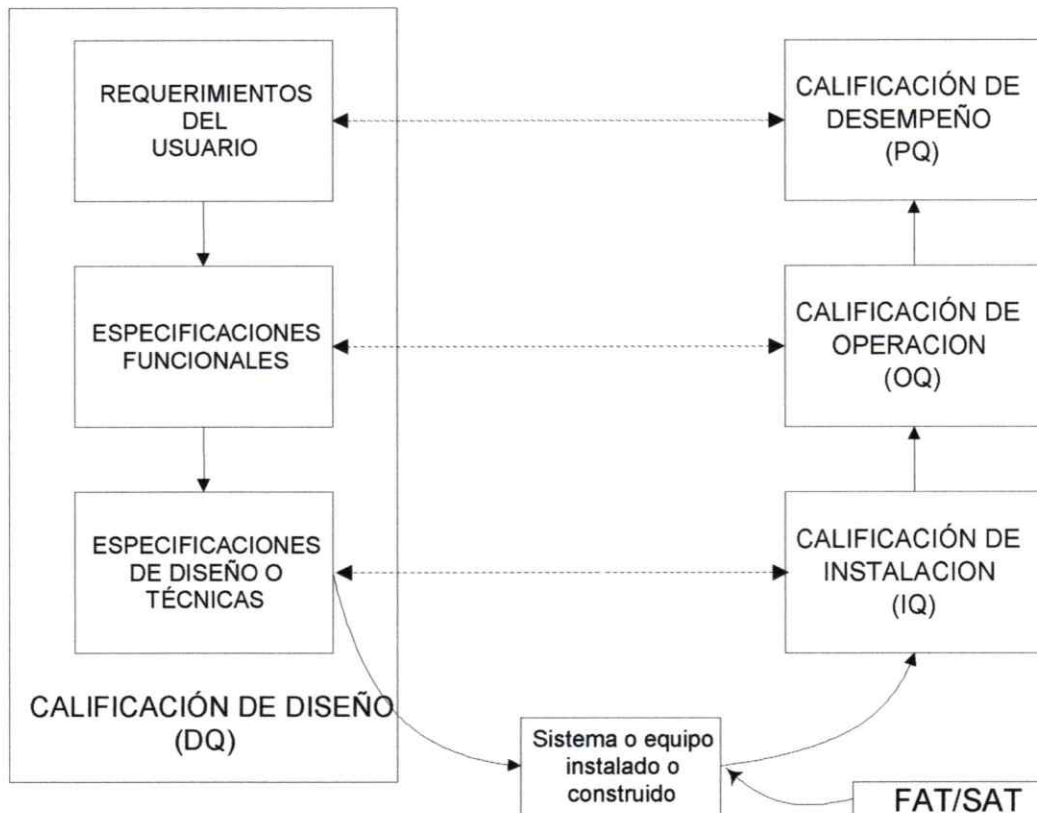 REQUERIMIENTOS
DEL
USUARIO
ESPECIFICACIONES
FUNCIONALES
ESPECIFICACIONES
DE DISEÑO O
TÉCNICAS
CALIFICACIÓN DE DISEÑO
(DQ)
Sistema o equipo
instalado o
construido
FAT/SAT
CALIFICACIÓN DE
INSTALACION
(IQ)
CALIFICACIÓN DE
OPERACION
(OQ)
CALIFICACIÓN DE
DESEMPEÑO
(PQ)